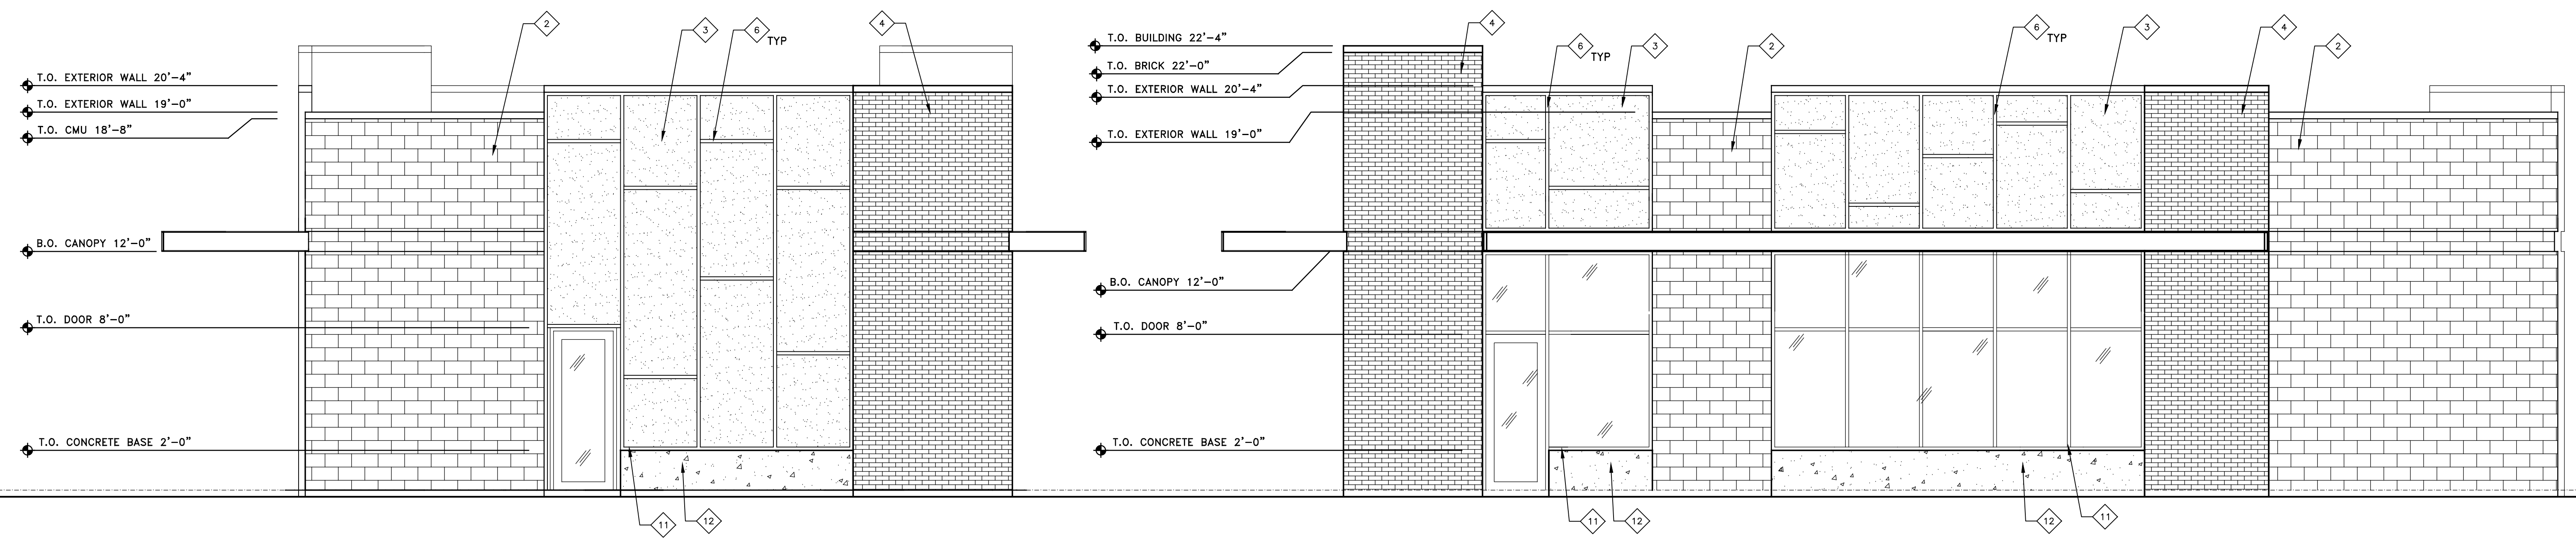 2
3
6
TYP
4
T.O. EXTERIOR WALL 20'-4"
T.O. EXTERIOR WALL 19'-0"
T.O. CMU 18'-8"
B.O. CANOPY 12'-0"
T.O. DOOR 8'-0"
T.O. CONCRETE BASE 2'-0"
11
12
T.O. BUILDING 22'-4"
T.O. BRICK 22'-0"
T.O. EXTERIOR WALL 20'-4"
T.O. EXTERIOR WALL 19'-0"
B.O. CANOPY 12'-0"
T.O. DOOR 8'-0"
T.O. CONCRETE BASE 2'-0"
4
6
TYP
3
2
6
TYP
3
4
2
11
12
12
11